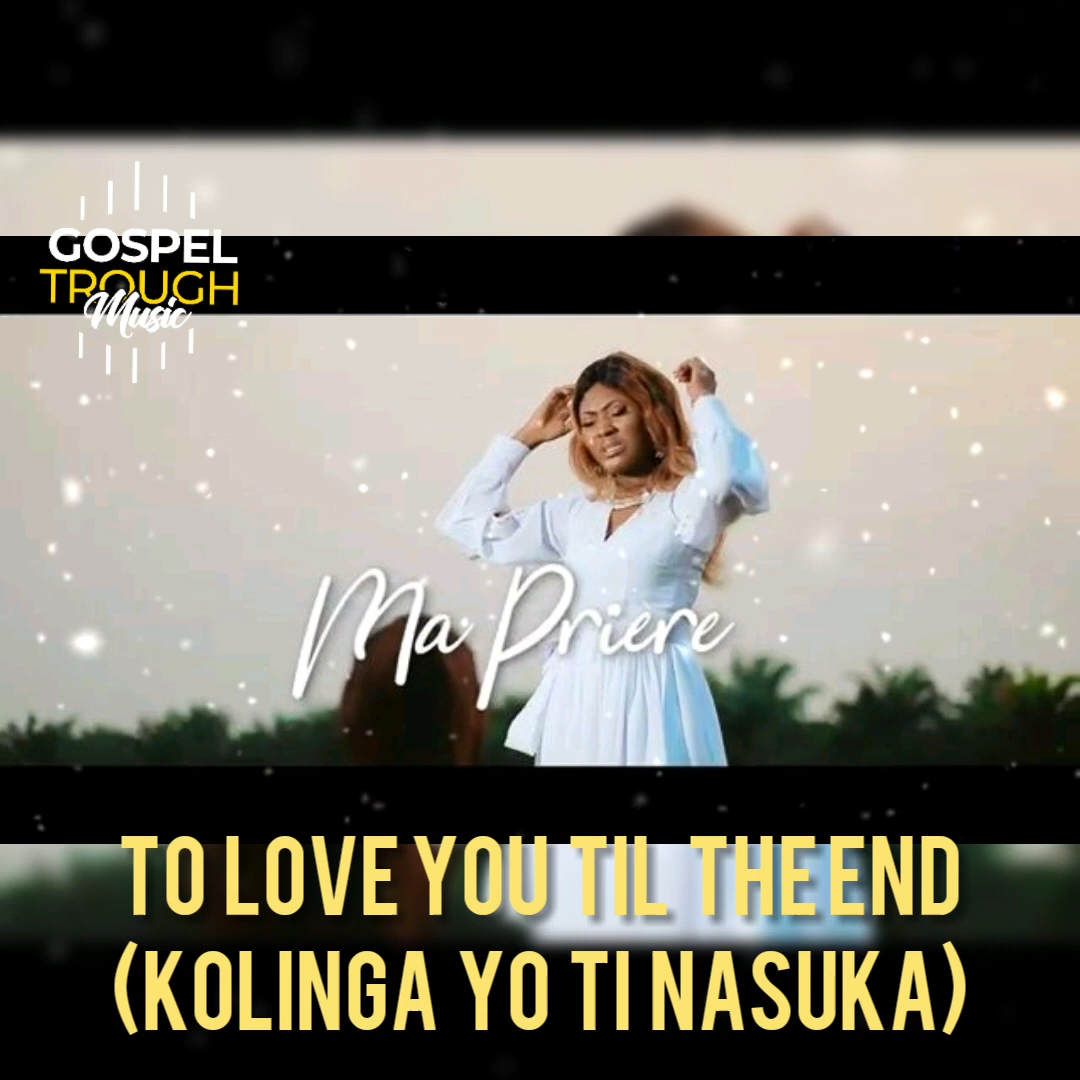 GOSPEL
TROUGH
Music
Ma Priere
TO LOVE YOU TIL THE END
(KOLINGA YO TI NASUKA)